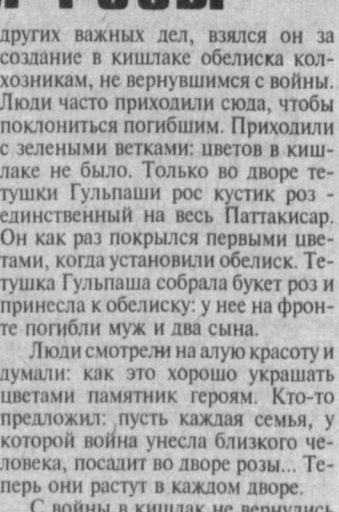 других важных дел, взялся он за
создание в кишлаке обелиска кол-
хозникам, не вернувшимся с войны.
Люди часто приходили сюда, чтобы
поклониться погибшим. Приходили
с зелеными ветками: цветов в киш-
лаке не было. Только во дворе те-
тушки Гульпаши рос кустик роз -
единственный на весь Паттакисар.
Он как раз покрылся первыми цве-
тами, когда установили обелиск. Те-
тушка Гульпаша собрала букет роз и
принесла к обелиску: у нее на фрон-
те погибли муж и два сына.
Люди смотрели на алую красоту и
думали: как это хорошо украшать
цветами памятник героям. Кто-то
предложил: пусть каждая семья, у
которой война унесла близкого че-
ловека, посадит во дворе розы... Те-
перь они растут в каждом дворе.
С войны в кишлак не вернулись